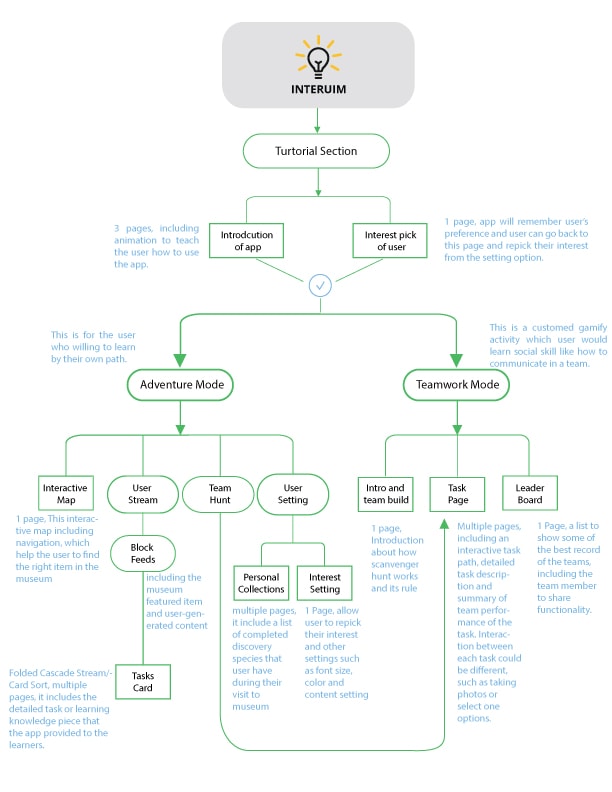 INTERUIM
Turtorial Section
3 pages, including
animation to teach
the user how to use
the app.
Introdcution
of app
Interest pick
of user
1 page, app will remember user's
preference and user can go back to
this page and repick their interest
from the setting option.
This is for the user
who willing to learn
by their own path.
This is a customed gamify
activity which user would
learn social skill like how to
communicate in a team.
Adventure Mode
Teamwork Mode
Interactive
Map
User
Stream
Team
Hunt
User
Setting
Intro and
team build
Task
Page
Leader
Board
1 page, This interac-
tive map including
navigation, which
help the user to find
the right item in the
museum
Block
Feeds
including the
museum
featured item
and user-gen-
erated content
Personal
Collections
Interest
Setting
multiple pages,
it include a list
of completed
discovery
species that
user have
during their
visit to
museum
1 Page, allow
user to repick
their interest
and other
settings such
as font size,
color and
content setting
1 page,
Introduction
about how
scanvenger
hunt works
and its rule
Multiple pages,
including an
interactive task
path, detailed
task descrip-
tion and
summary of
team perfor-
mance of the
task. Interac-
tion between
each task could
be different,
such as taking
photos or
select one
options.
1 Page, a list to
show some of
the best record
of the teams,
including the
team member
to share
functionality.
Folded Cascade Stream/-
Card Sort, multiple
pages, it includes the
detailed task or learning
knowledge piece that
the app provided to the
learners.
Tasks
Card